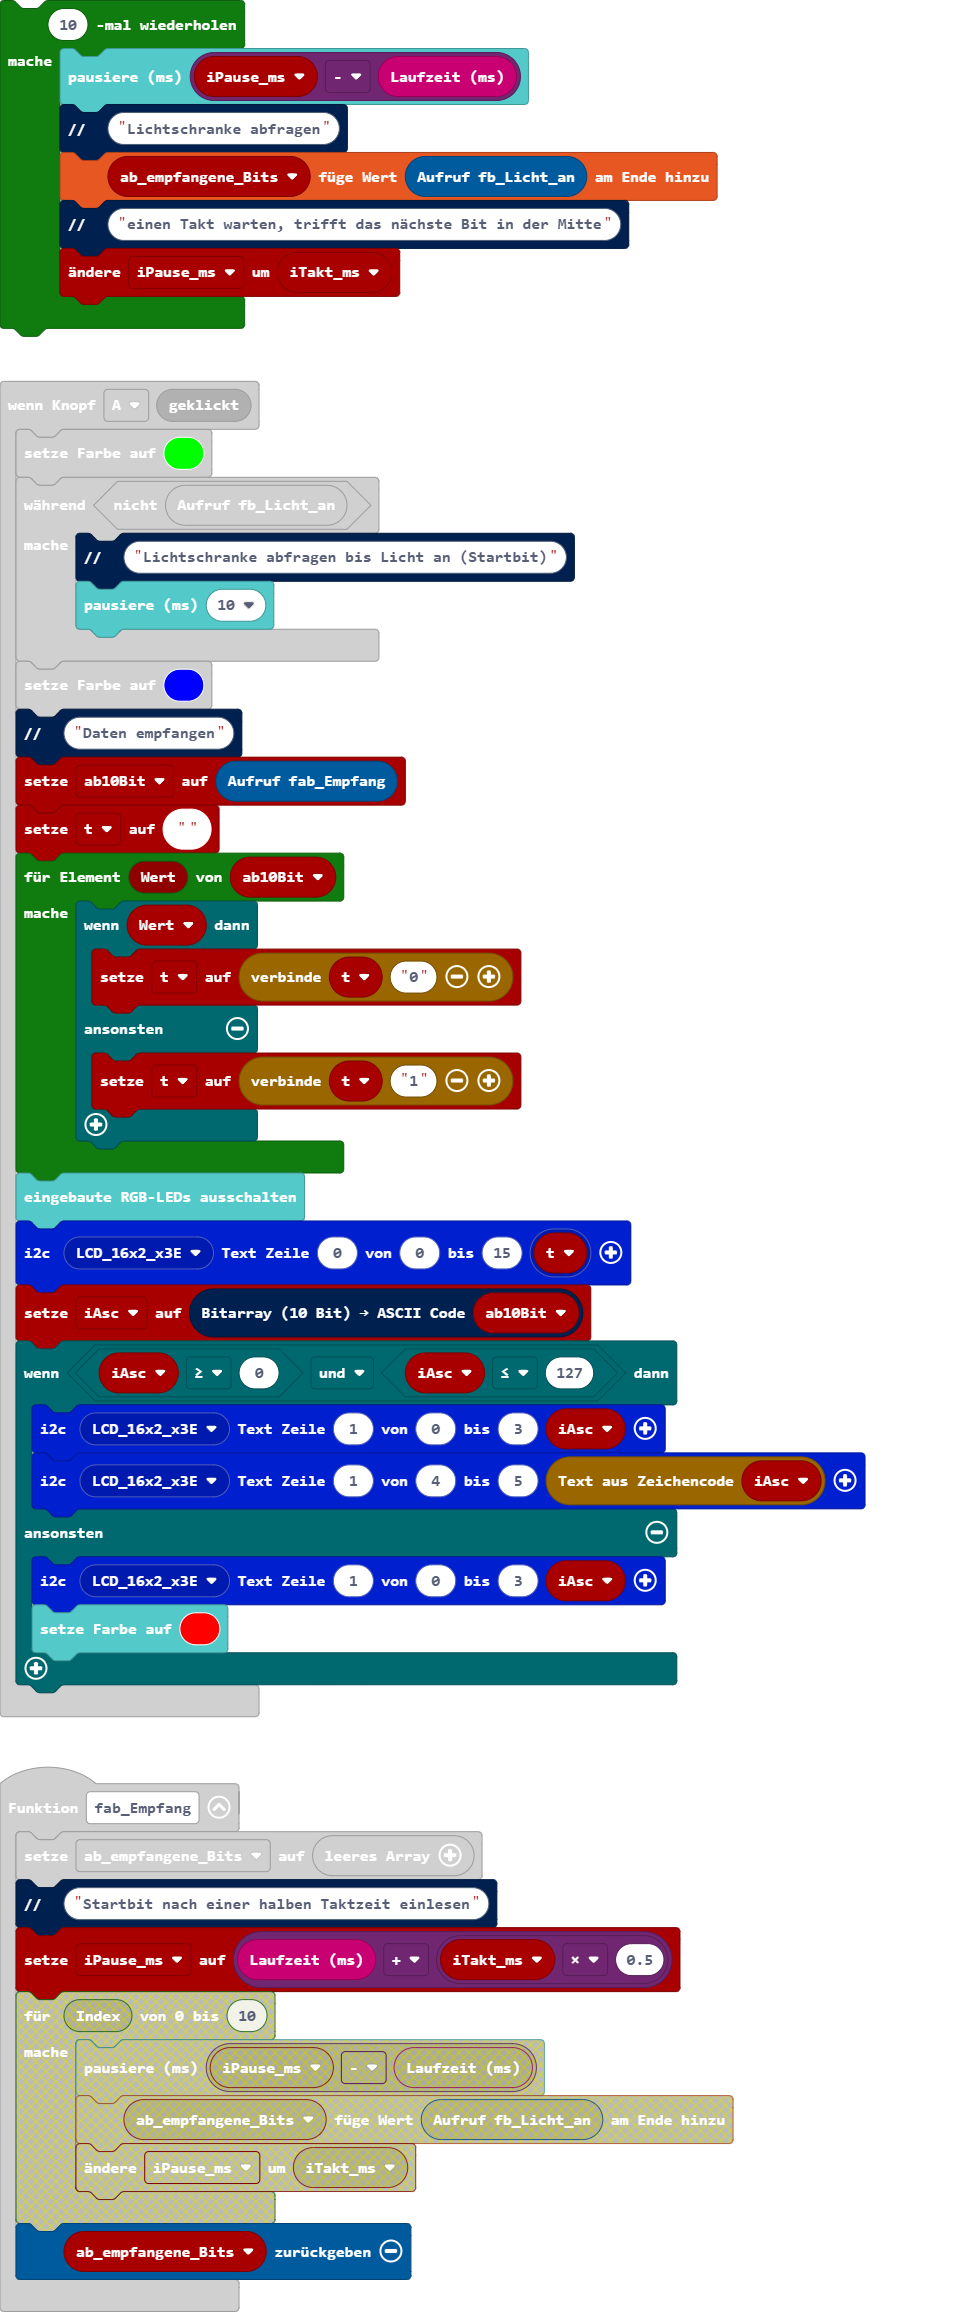 10 -mal wiederholen
mache
pausiere (ms) iPause_ms - Laufzeit (ms)
// "Lichtschranke abfragen"
ab_empfangene_Bits füge Wert Aufruf fb_Licht_an am Ende hinzu
// "einen Takt warten, trifft das nächste Bit in der Mitte"
ändere iPause_ms um iTakt_ms
wenn Knopf A geklickt
setze Farbe auf
während nicht Aufruf fb_Licht_an
mache
// "Lichtschranke abfragen bis Licht an (Startbit)"
pausiere (ms) 10
setze Farbe auf
// "Daten empfangen"
setze ab10Bit auf Aufruf fab_Empfang
setze t auf " "
für Element Wert von ab10Bit
mache
wenn Wert dann
setze t auf verbinde t "0"
ansonsten
setze t auf verbinde t "1"
eingebaute RGB-LEDs ausschalten
i2c LCD_16x2_x3E Text Zeile 0 von 0 bis 15 t
setze iAsc auf Bitarray (10 Bit) → ASCII Code ab10Bit
wenn iAsc ≥ 0 und iAsc ≤ 127 dann
i2c LCD_16x2_x3E Text Zeile 1 von 0 bis 3 iAsc
i2c LCD_16x2_x3E Text Zeile 1 von 4 bis 5 Text aus Zeichencode iAsc
ansonsten
i2c LCD_16x2_x3E Text Zeile 1 von 0 bis 3 iAsc
setze Farbe auf
Funktion fab_Empfang
setze ab_empfangene_Bits auf leeres Array
// "Startbit nach einer halben Taktzeit einlesen"
setze iPause_ms auf Laufzeit (ms) + iTakt_ms × 0.5
für Index von 0 bis 10
mache
pausiere (ms) iPause_ms - Laufzeit (ms)
ab_empfangene_Bits füge Wert Aufruf fb_Licht_an am Ende hinzu
ändere iPause_ms um iTakt_ms
ab_empfangene_Bits zurückgeben